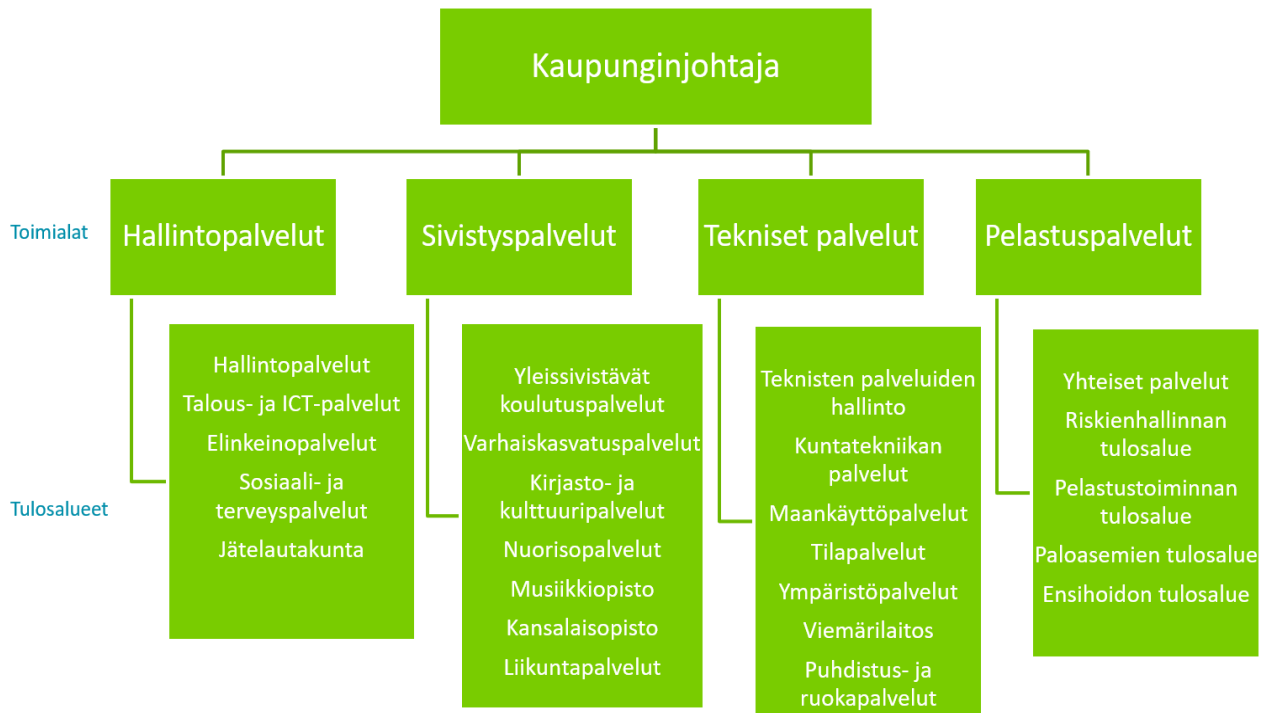 Kaupunginjohtaja
Toimialat
Hallintopalvelut
Sivistyspalvelut
Tekniset palvelut
Pelastuspalvelut
Tulosalueet
Hallintopalvelut
Talous- ja ICT-palvelut
Elinkeinopalvelut
Sosiaali- ja
terveyspalvelut
Jätelautakunta
Yleissivistävät
koulutuspalvelut
Varhaiskasvatuspalvelut
Kirjasto- ja
kulttuuripalvelut
Nuorisopalvelut
Musiikkiopisto
Kansalaisopisto
Liikuntapalvelut
Teknisten palveluiden
hallinto
Kuntatekniikan
palvelut
Maankäyttöpalvelut
Tilapalvelut
Ympäristöpalvelut
Viemärilaitos
Puhdistus- ja
ruokapalvelut
Yhteiset palvelut
Riskienhallinnan
tulosalue
Pelastustoiminnan
tulosalue
Paloasemien tulosalue
Ensihoidon tulosalue